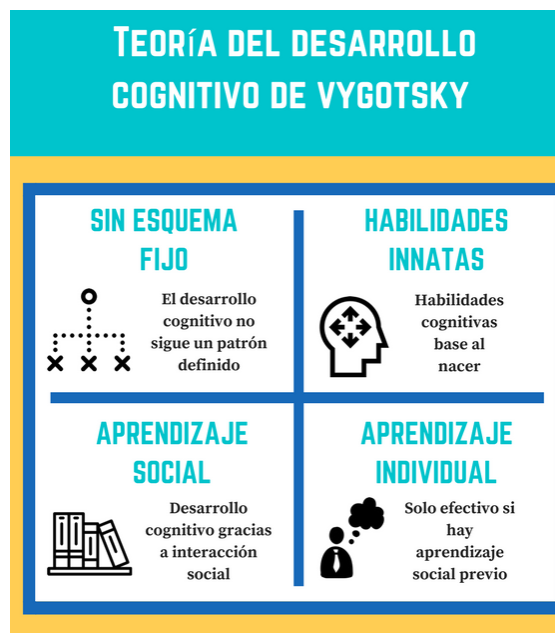 TEORÍA DEL DESARROLLO
COGNITIVO DE VYGOTSKY
SIN ESQUEMA
FIJO
El desarrollo
cognitivo no
sigue un patrón
definido
HABILIDADES
INNATAS
Habilidades
cognitivas
base al
nacer
APRENDIZAJE
SOCIAL
Desarrollo
cognitivo gracias
a interacción
social
APRENDIZAJE
INDIVIDUAL
Solo efectivo si
hay
aprendizaje
social previo